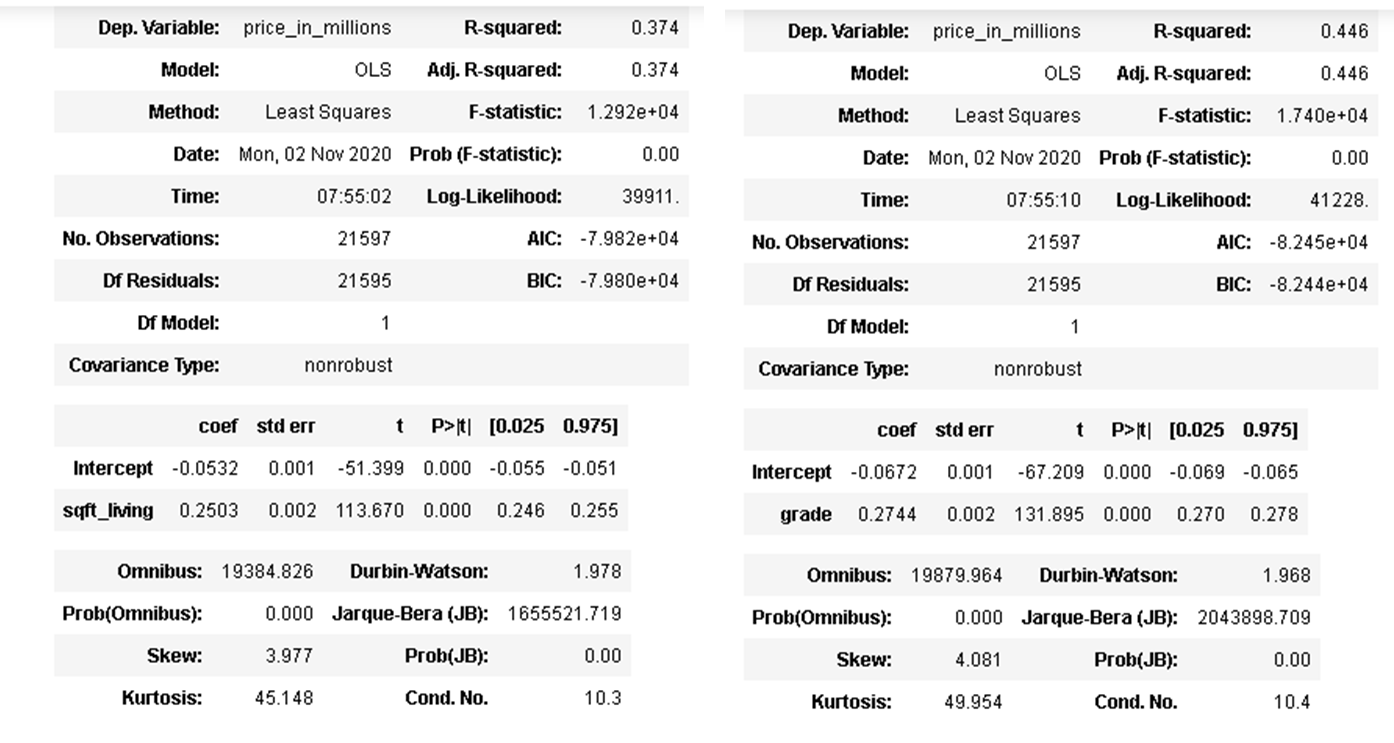 Dep. Variable: price_in_millions R-squared: 0.374
Model: OLS Adj. R-squared: 0.374
Method: Least Squares F-statistic: 1.292e+04
Date: Mon, 02 Nov 2020 Prob (F-statistic): 0.00
Time: 07:55:02 Log-Likelihood: 39911.
No. Observations: 21597 AIC: -7.982e+04
Df Residuals: 21595 BIC: -7.980e+04
Df Model: 1
Covariance Type: nonrobust
coef std err t P>|t| [0.025 0.975]
Intercept -0.0532 0.001 -51.399 0.000 -0.055 -0.051
sqft_living 0.2503 0.002 113.670 0.000 0.246 0.255
Omnibus: 19384.826 Durbin-Watson: 1.978
Prob(Omnibus): 0.000 Jarque-Bera (JB): 1655521.719
Skew: 3.977 Prob(JB): 0.00
Kurtosis: 45.148 Cond. No. 10.3
Dep. Variable: price_in_millions R-squared: 0.446
Model: OLS Adj. R-squared: 0.446
Method: Least Squares F-statistic: 1.740e+04
Date: Mon, 02 Nov 2020 Prob (F-statistic): 0.00
Time: 07:55:10 Log-Likelihood: 41228.
No. Observations: 21597 AIC: -8.245e+04
Df Residuals: 21595 BIC: -8.244e+04
Df Model: 1
Covariance Type: nonrobust
coef std err t P>|t| [0.025 0.975]
Intercept -0.0672 0.001 -67.209 0.000 -0.069 -0.065
grade 0.2744 0.002 131.895 0.000 0.270 0.278
Omnibus: 19879.964 Durbin-Watson: 1.968
Prob(Omnibus): 0.000 Jarque-Bera (JB): 2043898.709
Skew: 4.081 Prob(JB): 0.00
Kurtosis: 49.954 Cond. No. 10.4